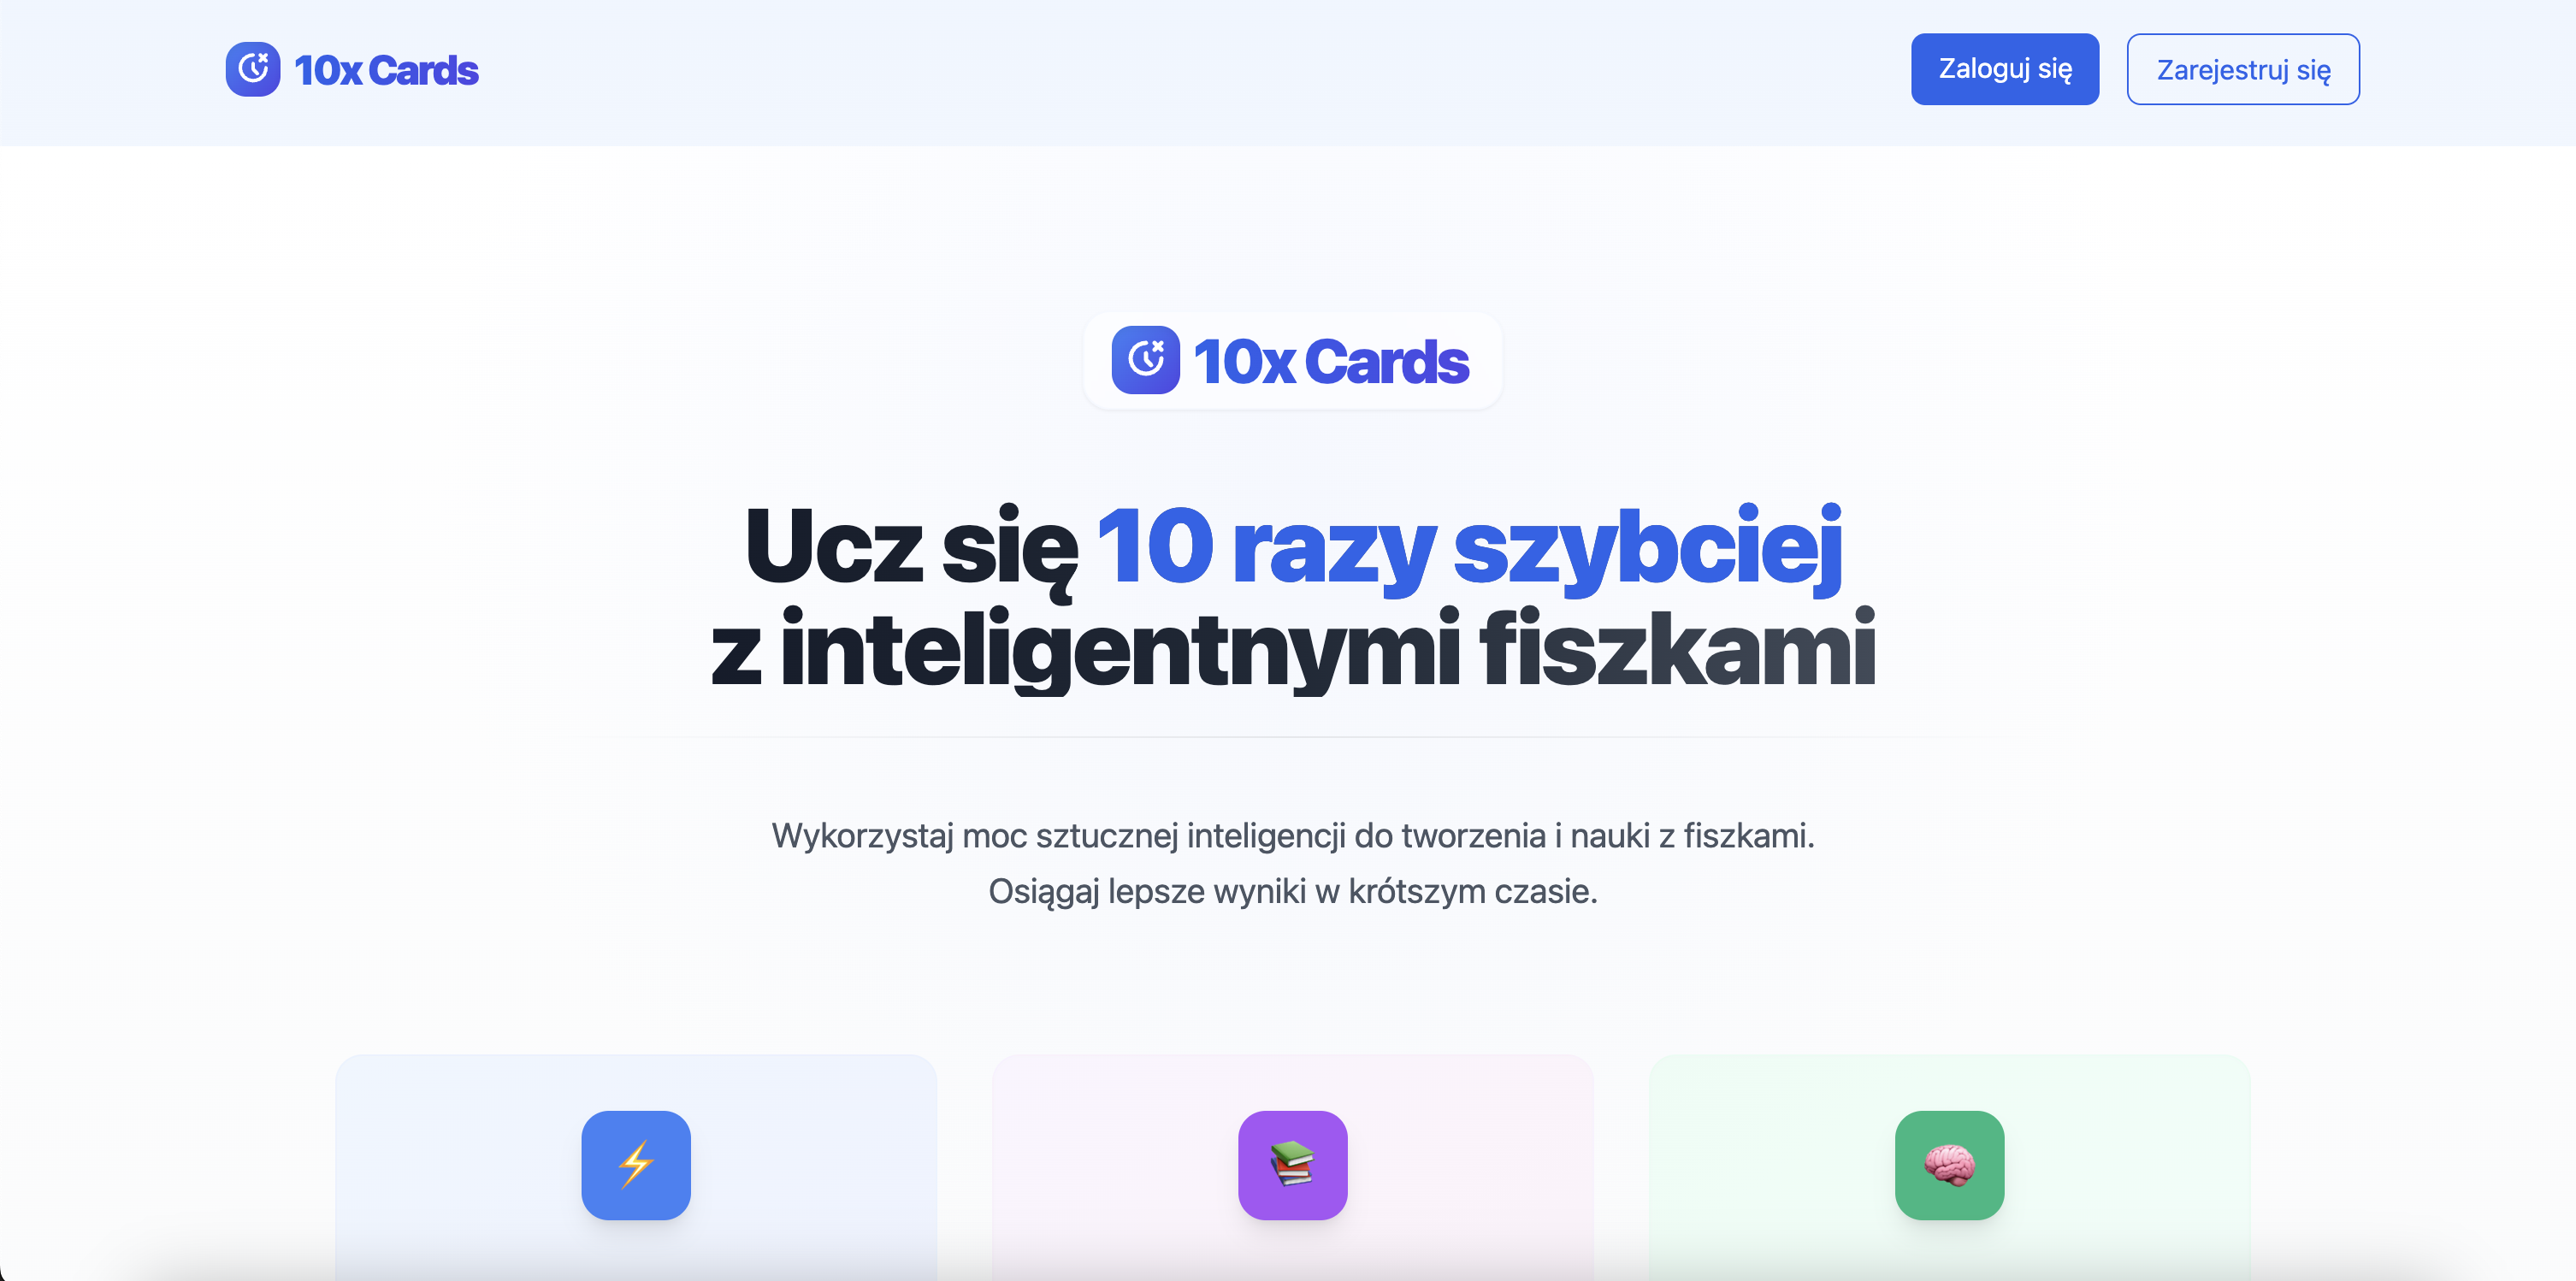 10x Cards
Zaloguj się
Zarejestruj się
10x Cards
Ucz się 10 razy szybciej
z inteligentnymi fiszkami
Wykorzystaj moc sztucznej inteligencji do tworzenia i nauki z fiszkami.
Osiągaj lepsze wyniki w krótszym czasie.